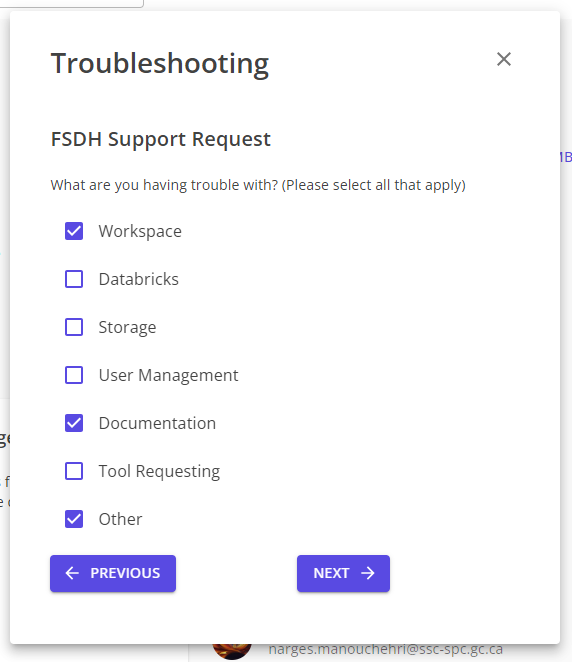 Troubleshooting
FSDH Support Request
What are you having trouble with? (Please select all that apply)
Workspace
Databricks
Storage
User Management
Documentation
Tool Requesting
Other
PREVIOUS
NEXT
narges.manouchehri@ssc-spc.gc.ca